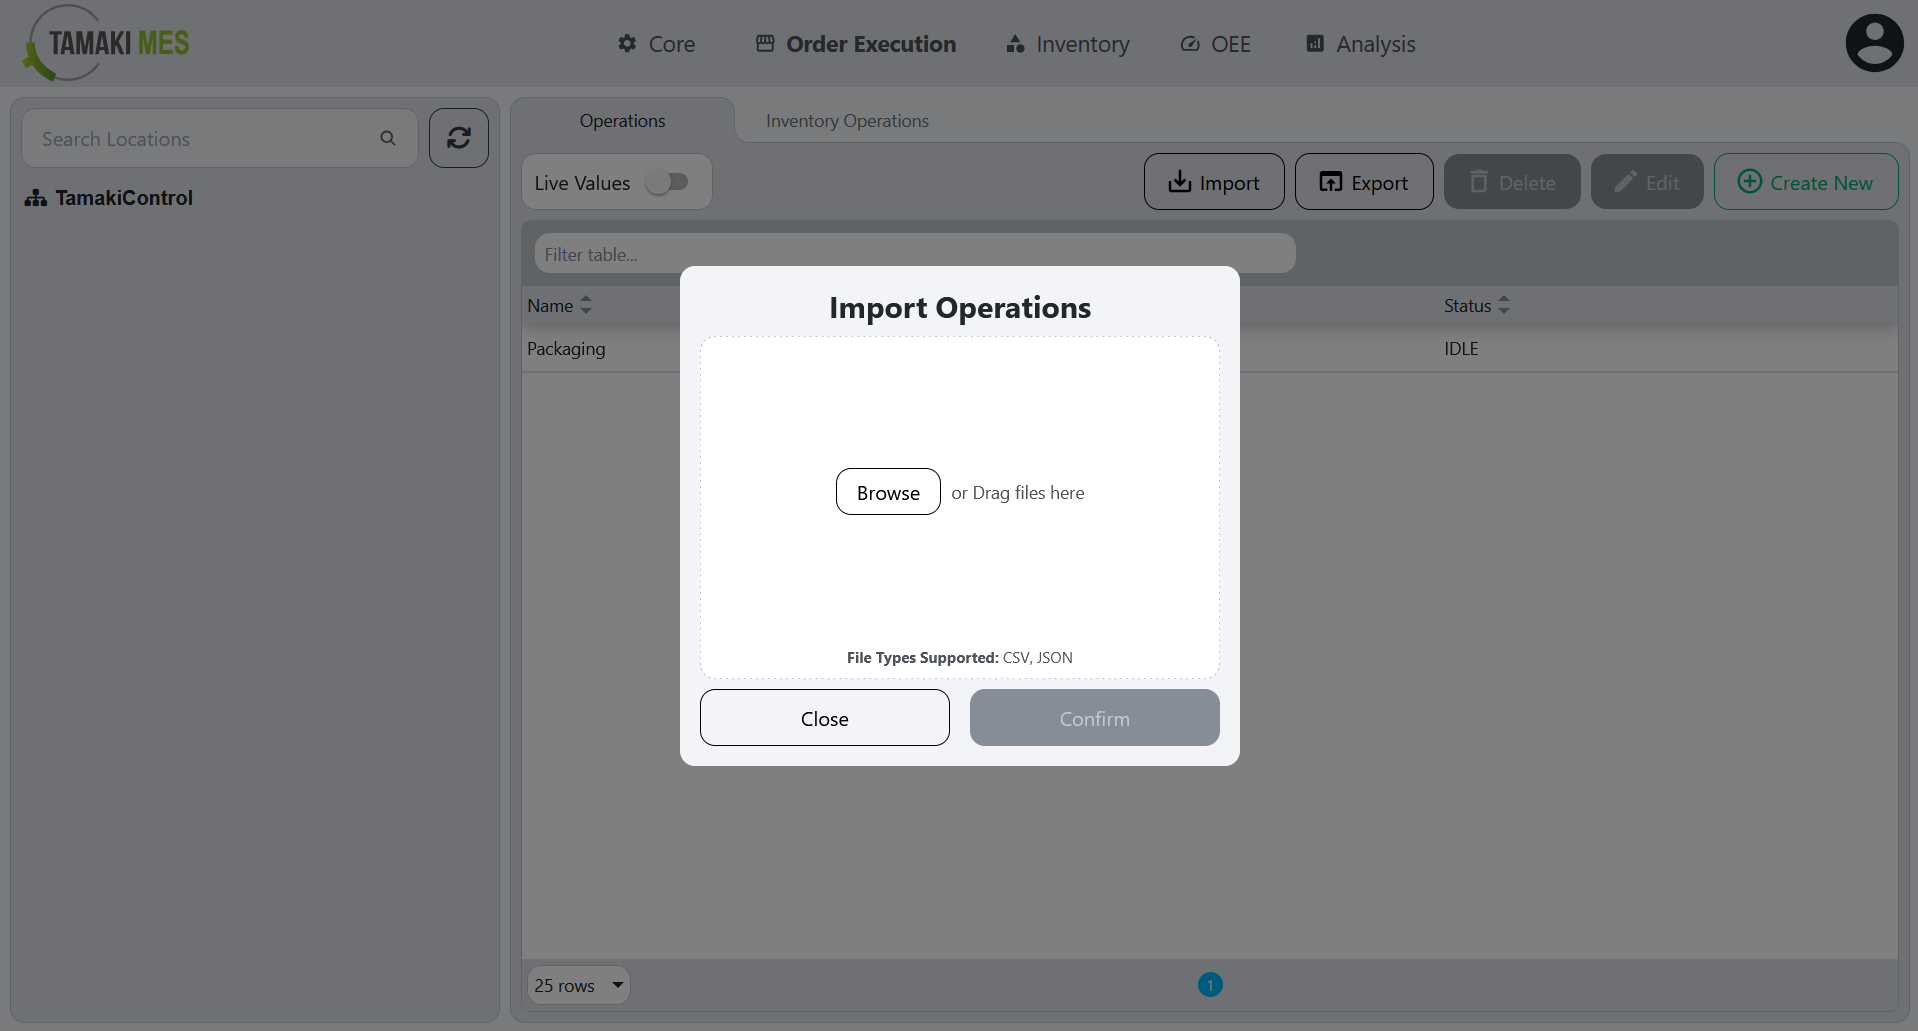 TAMAKI MES
Core
Order Execution
Inventory
OEE
Analysis
Search Locations
TamakiControl
Operations
Inventory Operations
Live Values
Import
Export
Delete
Edit
Create New
Filter table...
Name
Status
Packaging
IDLE
Import Operations
Browse or Drag files here
File Types Supported: CSV, JSON
Close
Confirm
25 rows
1